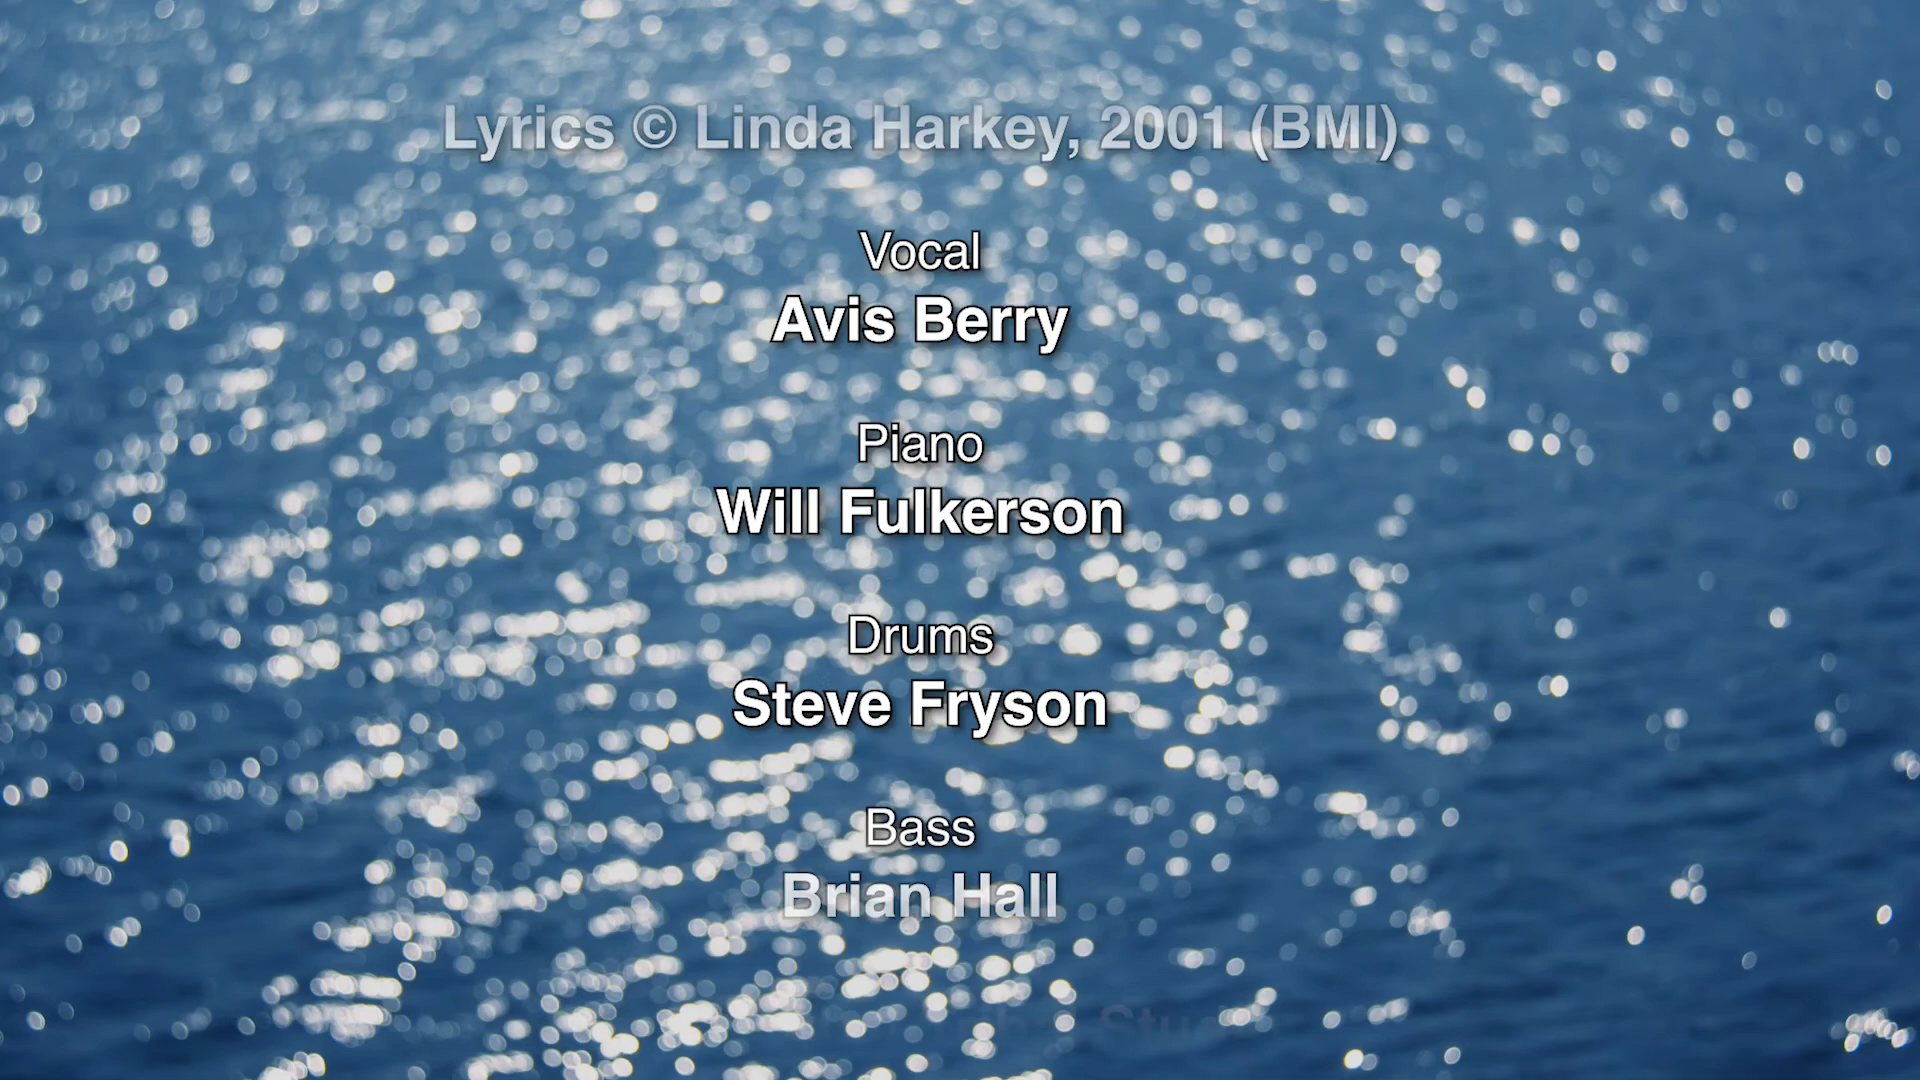 Lyrics © Linda Harkey, 2001 (BMI)
Vocal
Avis Berry
Piano
Will Fulkerson
Drums
Steve Fryson
Bass
Brian Hall